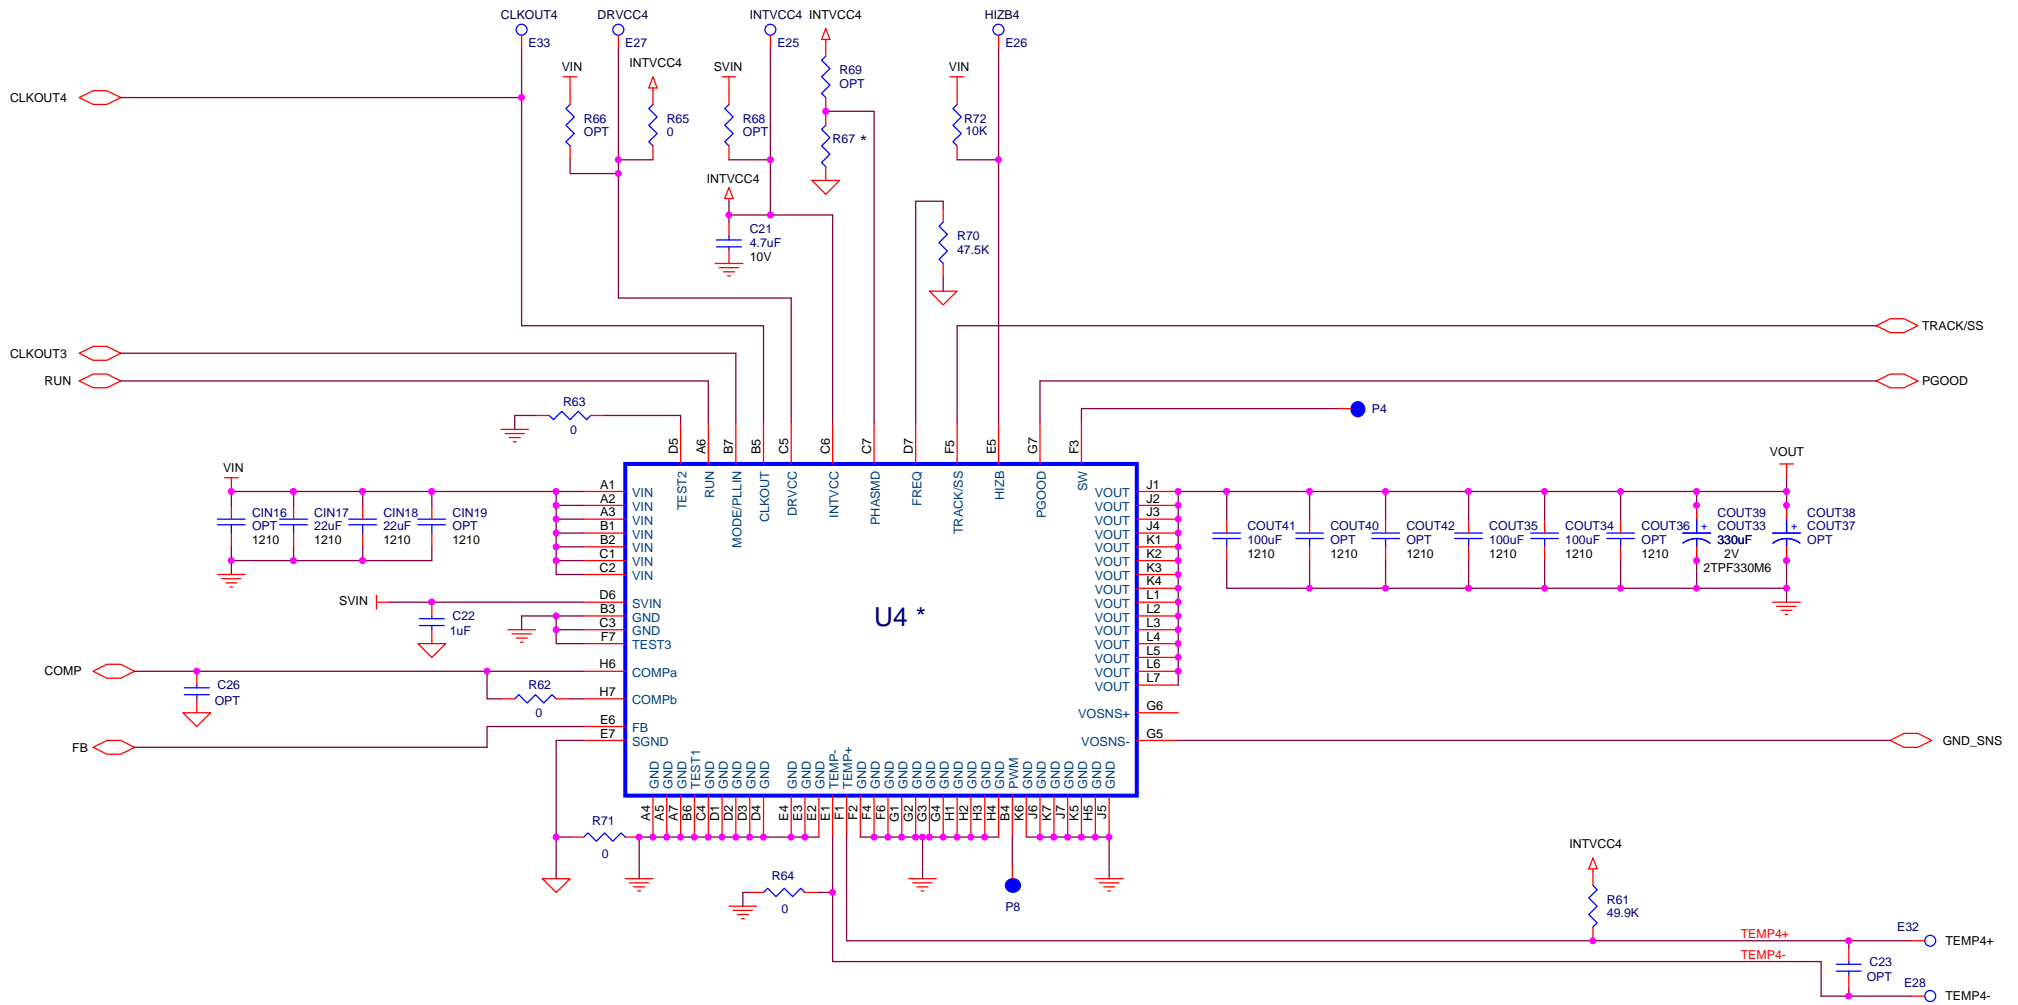 CLKOUT4
DRVCC4
INTVCC4
INTVCC4
HIZB4
E33
E27
E25
E26
VIN
INTVCC4
SVIN
R69
OPT
VIN
CLKOUT4
R66
OPT
R65
0
R68
OPT
R67 *
R72
10K
INTVCC4
C21
4.7uF
10V
R70
47.5K
TRACK/SS
CLKOUT3
RUN
PGOOD
R63
0
P4
D5
A6
B7
B5
C5
C6
C7
D7
F5
E5
G7
F3
TEST2
RUN
MODE/PLLIN
CLKOUT
DRVCC
INTVCC
PHASMD
FREQ
TRACK/SS
HIZB
PGOOD
SW
VIN
VOUT
CIN16
OPT
1210
CIN17
22uF
1210
CIN18
22uF
1210
CIN19
OPT
1210
A1
VIN
A2
VIN
A3
VIN
B1
VIN
B2
VIN
C1
VIN
C2
VIN
SVIN
C22
1uF
D6
SVIN
B3
GND
C3
GND
F7
TEST3
COMP
H6
COMPa
C26
OPT
R62
0
H7
COMPb
FB
E6
FB
E7
SGND
U4 *
VOUT J1
VOUT J2
VOUT J3
VOUT J4
VOUT K1
VOUT K2
VOUT K3
VOUT K4
VOUT L1
VOUT L2
VOUT L3
VOUT L4
VOUT L5
VOUT L6
VOUT L7
VOSNS+ G6
VOSNS- G5
GND_SNS
COUT41
100uF
1210
COUT40
OPT
1210
COUT42
OPT
1210
COUT35
100uF
1210
COUT34
100uF
1210
COUT36
OPT
1210
COUT39
COUT33
+
330uF
2V
2TPF330M6
COUT38
COUT37
+
OPT
GND
GND
GND
TEST1
GND
GND
GND
GND
GND
GND
GND
GND
TEMP-
TEMP+
GND
GND
GND
GND
GND
GND
GND
GND
GND
GND
GND
PWM
GND
GND
GND
GND
GND
GND
GND
A4
A5
A7
B6
C4
D1
D2
D3
D4
E4
E3
E2
E1
F1
F2
F4
F6
G1
G2
G3
G4
H1
H2
H3
H4
B4
K6
J6
K7
J7
K5
H5
J5
R71
0
R64
0
P8
INTVCC4
R61
49.9K
TEMP4+
E32
TEMP4+
TEMP4-
C23
OPT
E28
TEMP4-